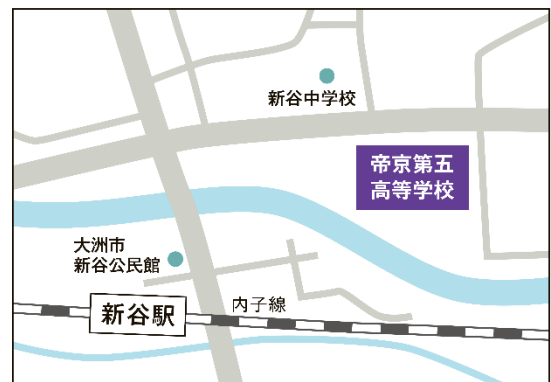 新谷中学校
帝京第五
高等学校
大洲市
新谷公民館
内子線
新谷駅